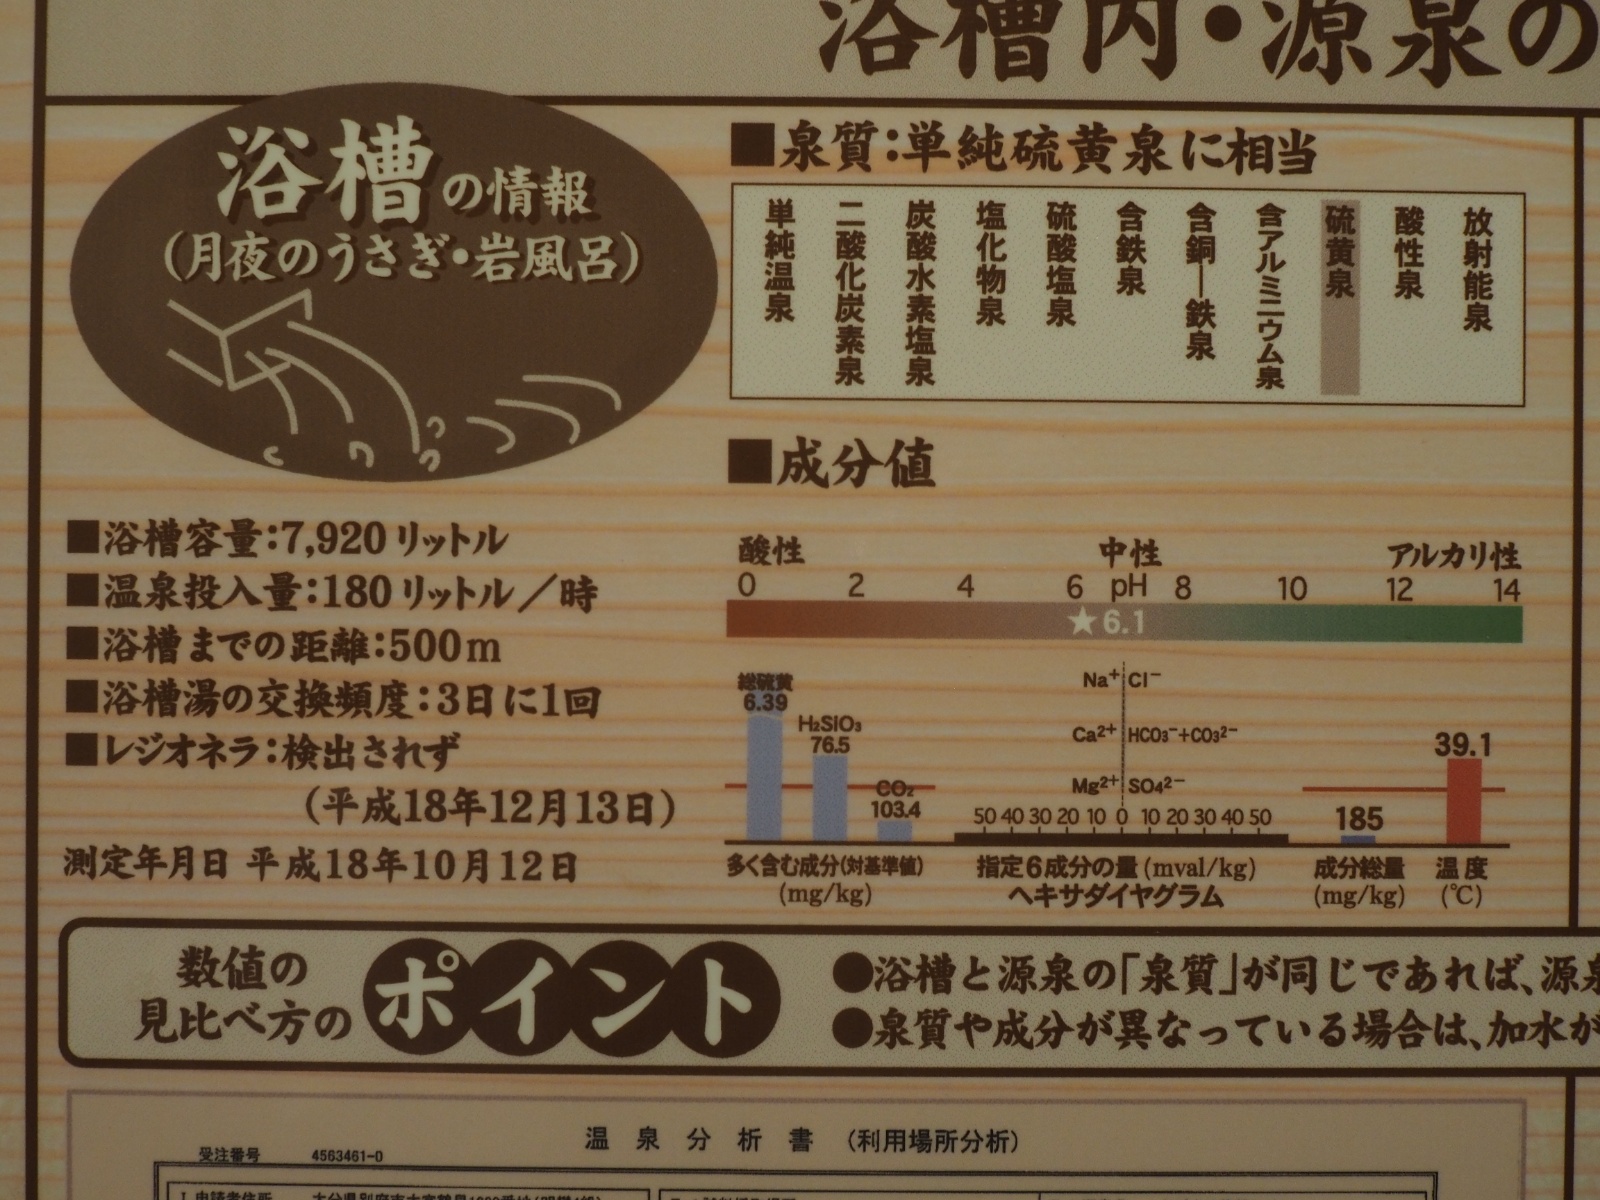 浴槽内・源泉の
浴槽の情報
(月夜のうさぎ・岩風呂)
■浴槽容量:7,920リットル
■温泉投入量:180リットル/時
■浴槽までの距離:500m
■浴槽湯の交換頻度:3日に1回
■レジオネラ:検出されず
(平成18年12月13日)
測定年月日 平成18年10月12日
■泉質:単純硫黄泉に相当
単純温泉
二酸化炭素泉
炭酸水素塩泉
塩化物泉
硫酸塩泉
含鉄泉
含銅―鉄泉
含アルミニウム泉
硫黄泉
酸性泉
放射能泉
■成分値
酸性 中性 アルカリ性
0 2 4 6 pH 8 10 12 14
★6.1
総硫黄
6.39
H₂SiO₃
76.5
CO₂
103.4
多く含む成分(対基準値)
(mg/kg)
Na⁺ Cl⁻
Ca²⁺ HCO₃⁻+CO₃²⁻
Mg²⁺ SO₄²⁻
50 40 30 20 10 0 10 20 30 40 50
指定6成分の量(mval/kg)
ヘキサダイヤグラム
185
成分総量
(mg/kg)
39.1
温度
(℃)
数値の
見比べ方の
ポイント
●浴槽と源泉の「泉質」が同じであれば、源泉
●泉質や成分が異なっている場合は、加水が
温泉分析書 (利用場所分析)
受注番号 4563461-0